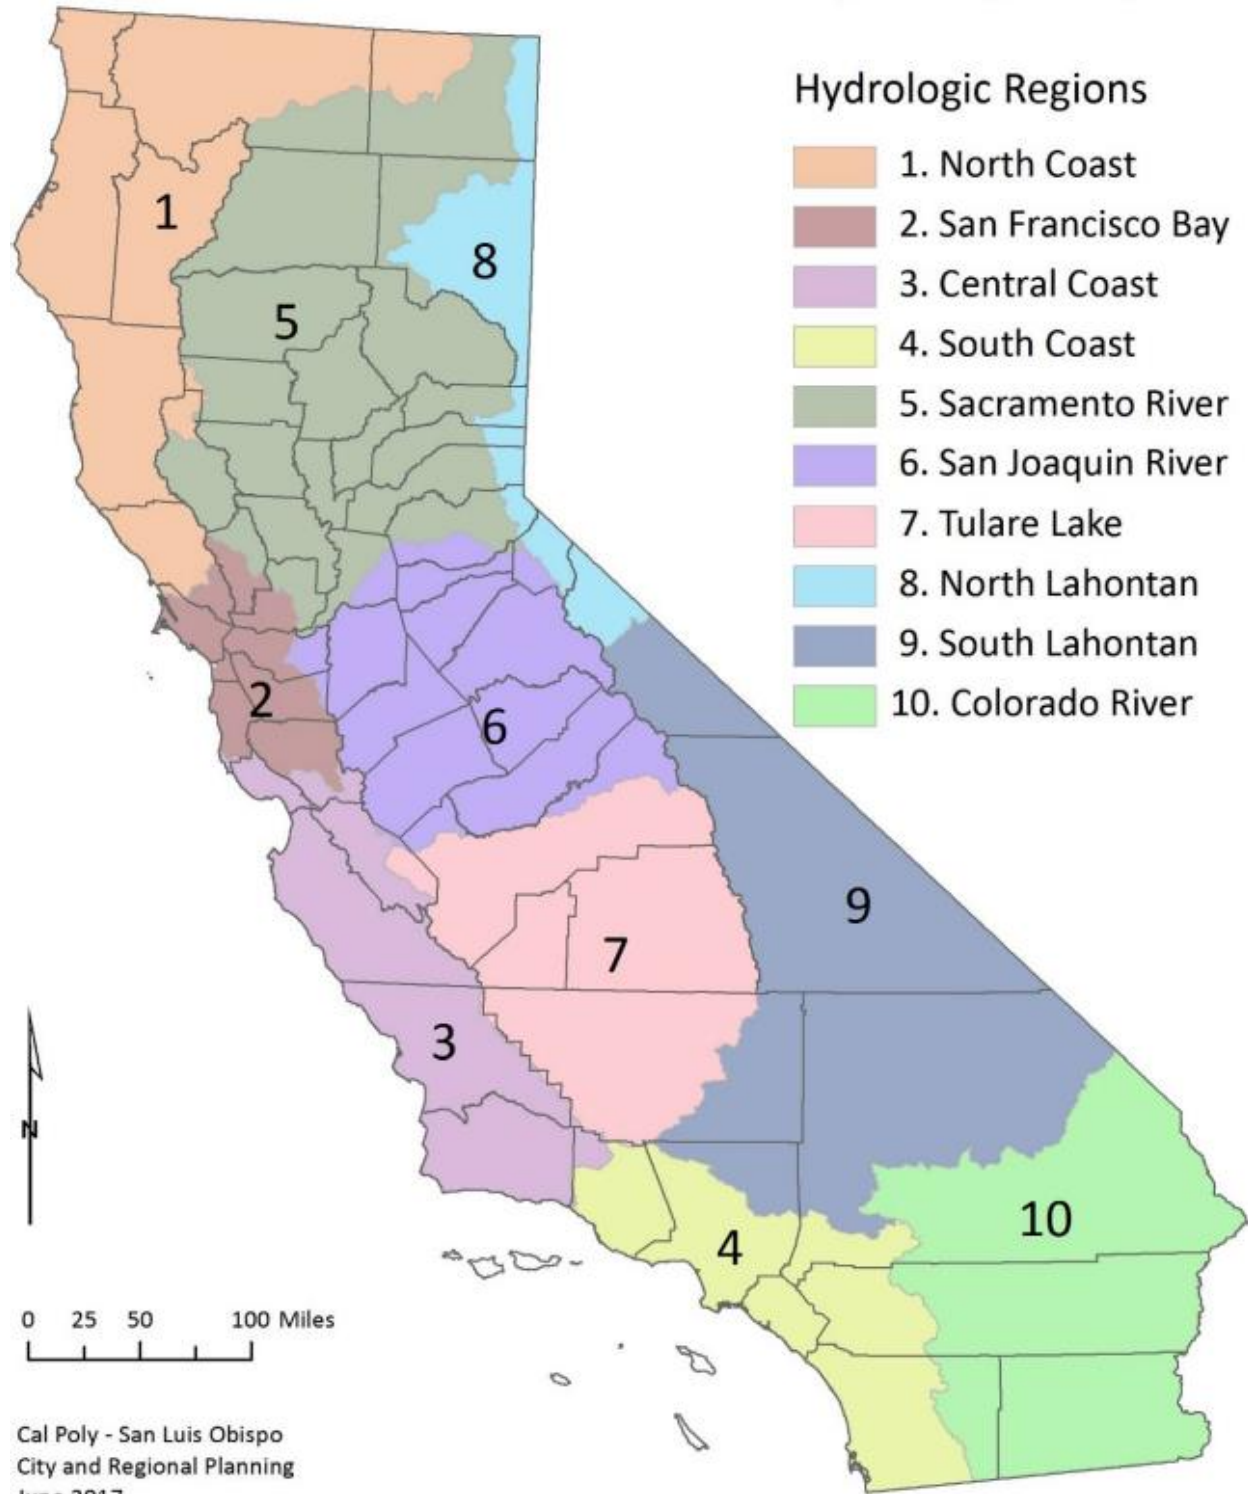 Hydrologic Regions
1. North Coast
2. San Francisco Bay
3. Central Coast
4. South Coast
5. Sacramento River
6. San Joaquin River
7. Tulare Lake
8. North Lahontan
9. South Lahontan
10. Colorado River
1
8
5
2
6
9
7
3
10
4
N
0 25 50 100 Miles
Cal Poly - San Luis Obispo
City and Regional Planning
June 2017